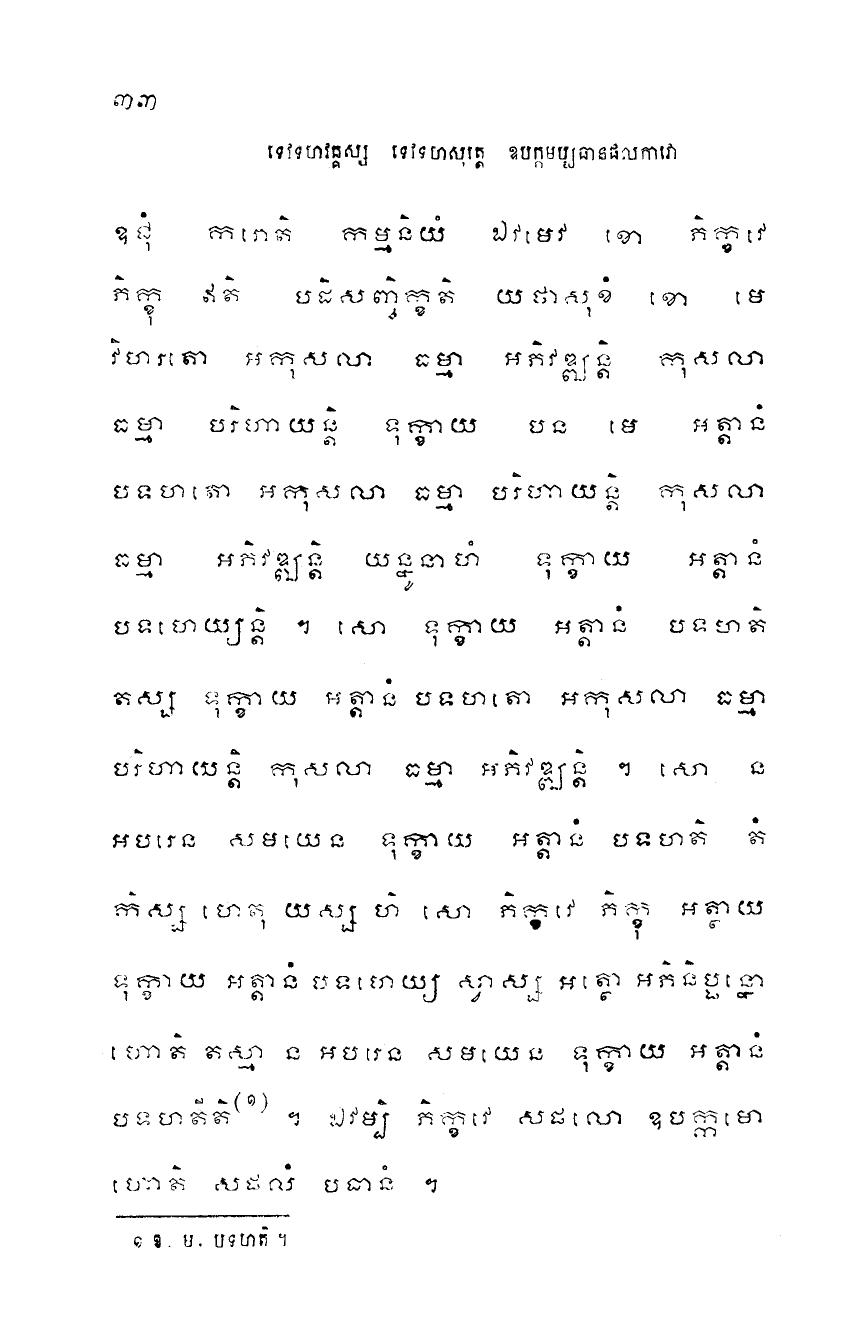 ៣៣
ទេវទហវគ្គស្ស ទេវទហសុត្តេ ឧបក្កមប្បធានផលភាវោ
ឧជុំ ករោតិ កម្មនិយំ ឯវមេវ ខោ ភិក្ខវេ
ភិក្ខុ ឥតិ បដិសញ្ចិក្ខតិ យថាសុខំ ខោ មេ
វិហរតោ អកុសលា ធម្មា អភិវឌ្ឍន្តិ កុសលា
ធម្មា បរិហាយន្តិ ទុក្ខាយ បន មេ អត្តានំ
បទហតោ អកុសលា ធម្មា បរិហាយន្តិ កុសលា
ធម្មា អភិវឌ្ឍន្តិ យន្នូនាហំ ទុក្ខាយ អត្តានំ
បទហេយ្យន្តិ ។ សោ ទុក្ខាយ អត្តានំ បទហតិ
តស្ស ទុក្ខាយ អត្តានំ បទហតោ អកុសលា ធម្មា
បរិហាយន្តិ កុសលា ធម្មា អភិវឌ្ឍន្តិ ។ សោ ន
អបរេន សមយេន ទុក្ខាយ អត្តានំ បទហតិ តំ
កិស្ស ហេតុ យស្ស ហិ សោ ភិក្ខវេ ភិក្ខុ អត្ថាយ
ទុក្ខាយ អត្តានំ បទហេយ្យ ស្វាស្ស អត្ថោ អភិនិប្ផន្នោ
ហោតិ តស្មា ន អបរេន សមយេន ទុក្ខាយ អត្តានំ
បទហតីតិ(១) ។ ឯវម្បិ ភិក្ខវេ សផលោ ឧបក្កមោ
ហោតិ សផលំ បធានំ ។
១ ឱ. ម. បទហតិ ។